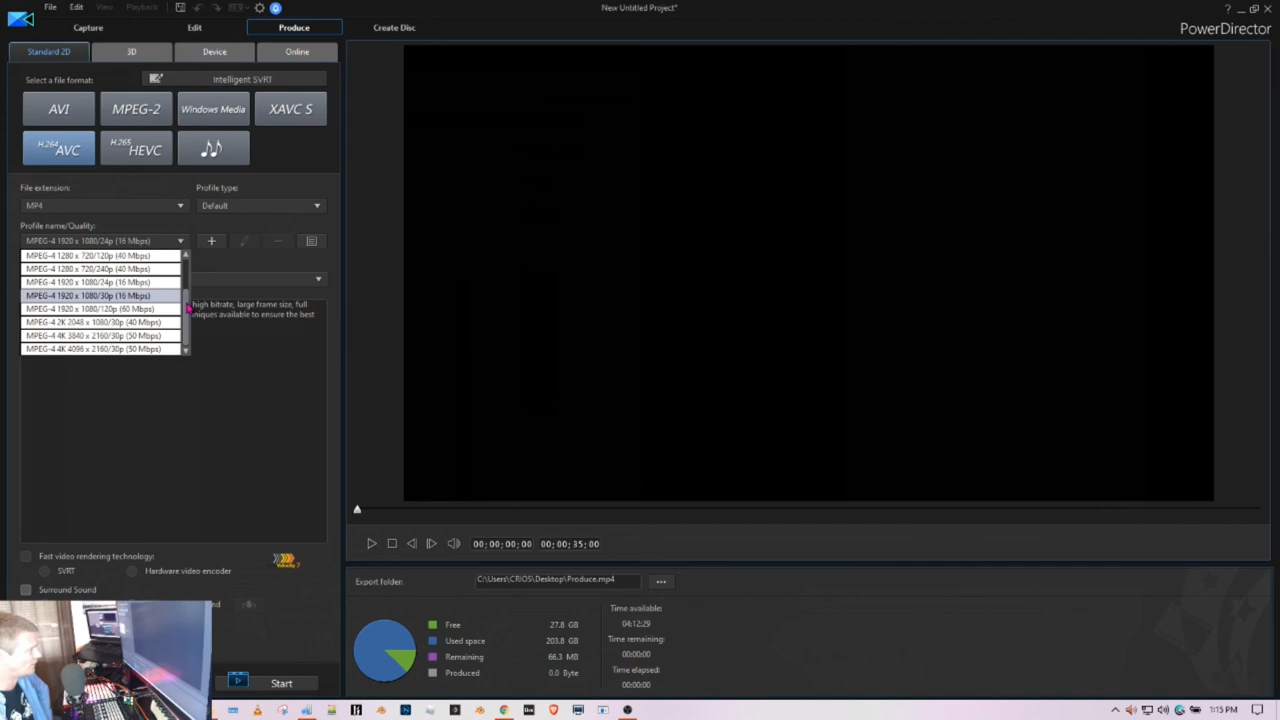 File Edit View Playback New Untitled Project* ?
Capture Edit Produce Create Disc PowerDirector
Standard 2D 3D Device Online
Select a file format: Intelligent SVRT
AVI MPEG-2 Windows Media XAVC S
H.264 AVC H.265 HEVC
File extension: Profile type:
MP4 Default
Profile name/Quality:
MPEG-4 1920 x 1080/24p (16 Mbps)
MPEG-4 1280 x 720/120p (40 Mbps)
MPEG-4 1280 x 720/240p (40 Mbps)
MPEG-4 1920 x 1080/24p (16 Mbps)
MPEG-4 1920 x 1080/30p (16 Mbps)
MPEG-4 1920 x 1080/120p (60 Mbps)
MPEG-4 2K 2048 x 1080/30p (40 Mbps)
MPEG-4 4K 3840 x 2160/30p (50 Mbps)
MPEG-4 4K 4096 x 2160/30p (50 Mbps)
high bitrate, large frame size, full
niques available to ensure the best
00;00;00;00 00;00;35;00
Fast video rendering technology:
SVRT Hardware video encoder
Surround Sound
nd
Start
Export folder: C:\Users\CRIOS\Desktop\Produce.mp4
Free 27.8 GB
Used space 203.8 GB
Remaining 66.3 MB
Produced 0.0 Byte
Time available:
04:12:29
Time remaining:
00:00:00
Time elapsed:
00:00:00
1:15 PM